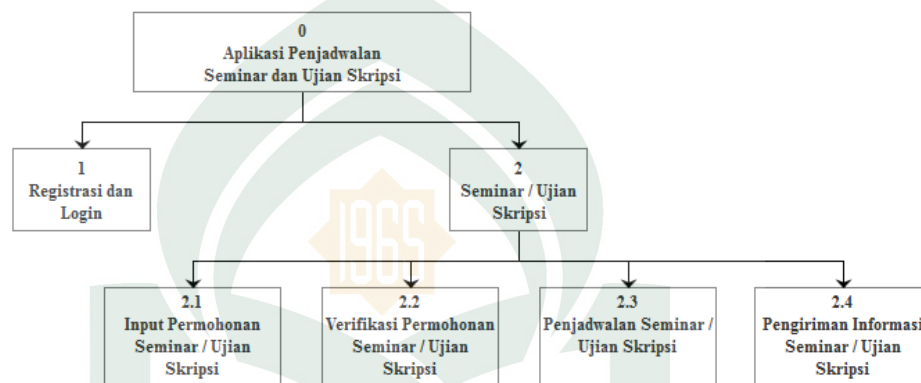 0
Aplikasi Penjadwalan
Seminar dan Ujian Skripsi
1
Registrasi dan
Login
2
Seminar / Ujian
Skripsi
1965
2.1
Input Permohonan
Seminar / Ujian
Skripsi
2.2
Verifikasi Permohonan
Seminar / Ujian
Skripsi
2.3
Penjadwalan Seminar /
Ujian Skripsi
2.4
Pengiriman Informasi
Seminar / Ujian
Skripsi